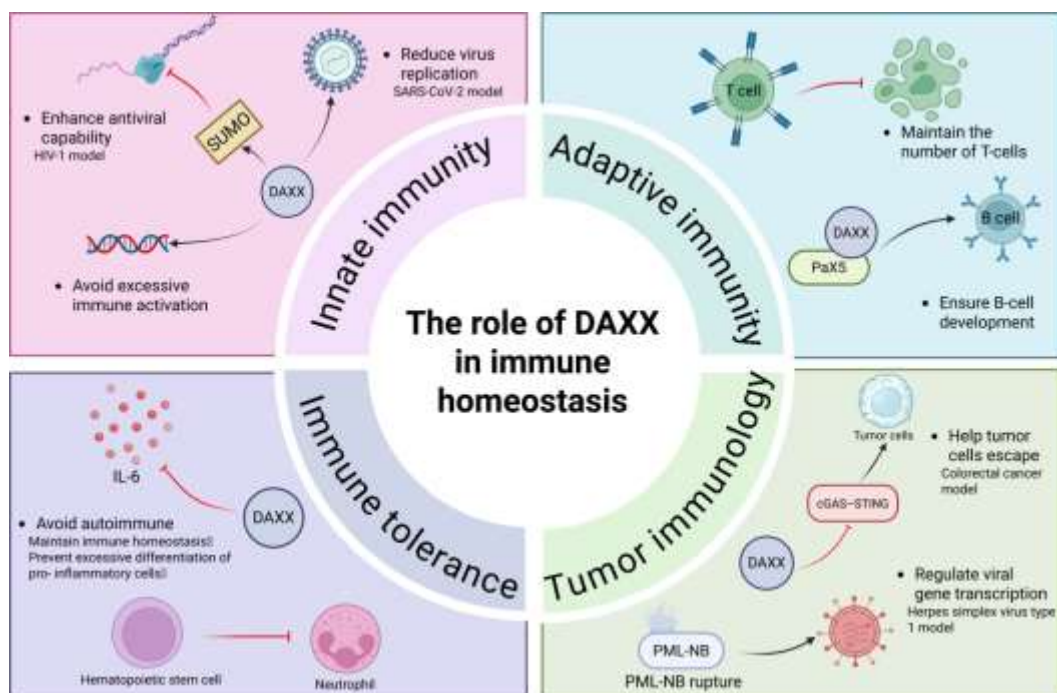 • Reduce virus
replication
SARS-CoV-2 model
• Enhance antiviral
capability
HIV-1 model
SUMO
DAXX
• Avoid excessive
immune activation
Innate immunity
T cell
• Maintain the
number of T-cells
B cell
DAXX
PaX5
• Ensure B-cell
development
Adaptive immunity
The role of DAXX
in immune
homeostasis
IL-6
DAXX
• Avoid autoimmune
Maintain immune homeostasis
Prevent excessive differentiation of
pro- inflammatory cells
Hematopoietic stem cell
Neutrophil
Immune tolerance
Tumor cells
• Help tumor
cells escape
Colorectal cancer
model
cGAS–STING
DAXX
• Regulate viral
gene transcription
Herpes simplex virus type
1 model
PML-NB
PML-NB rupture
Tumor immunology